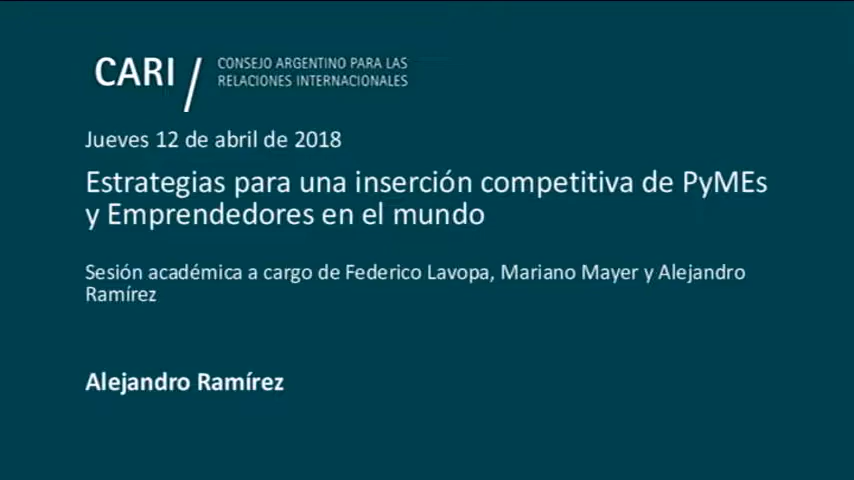 CARI /
CONSEJO ARGENTINO PARA LAS
RELACIONES INTERNACIONALES
Jueves 12 de abril de 2018
Estrategias para una inserción competitiva de PyMEs
y Emprendedores en el mundo
Sesión académica a cargo de Federico Lavopa, Mariano Mayer y Alejandro
Ramírez
Alejandro Ramírez